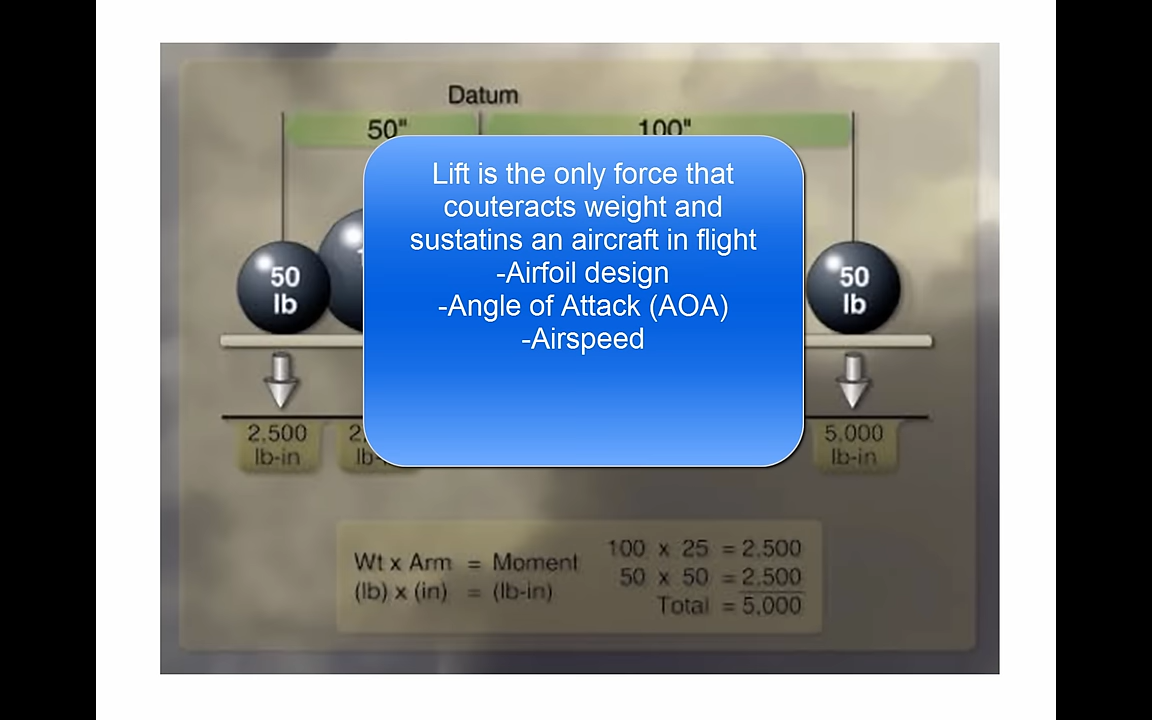 Datum
50" 100"
Lift is the only force that
couteracts weight and
sustatins an aircraft in flight
-Airfoil design
-Angle of Attack (AOA)
-Airspeed
50
lb
50
lb
2,500
lb-in
5,000
lb-in
Wt x Arm = Moment
(lb) x (in) = (lb-in)
100 x 25 = 2,500
50 x 50 = 2,500
Total = 5,000